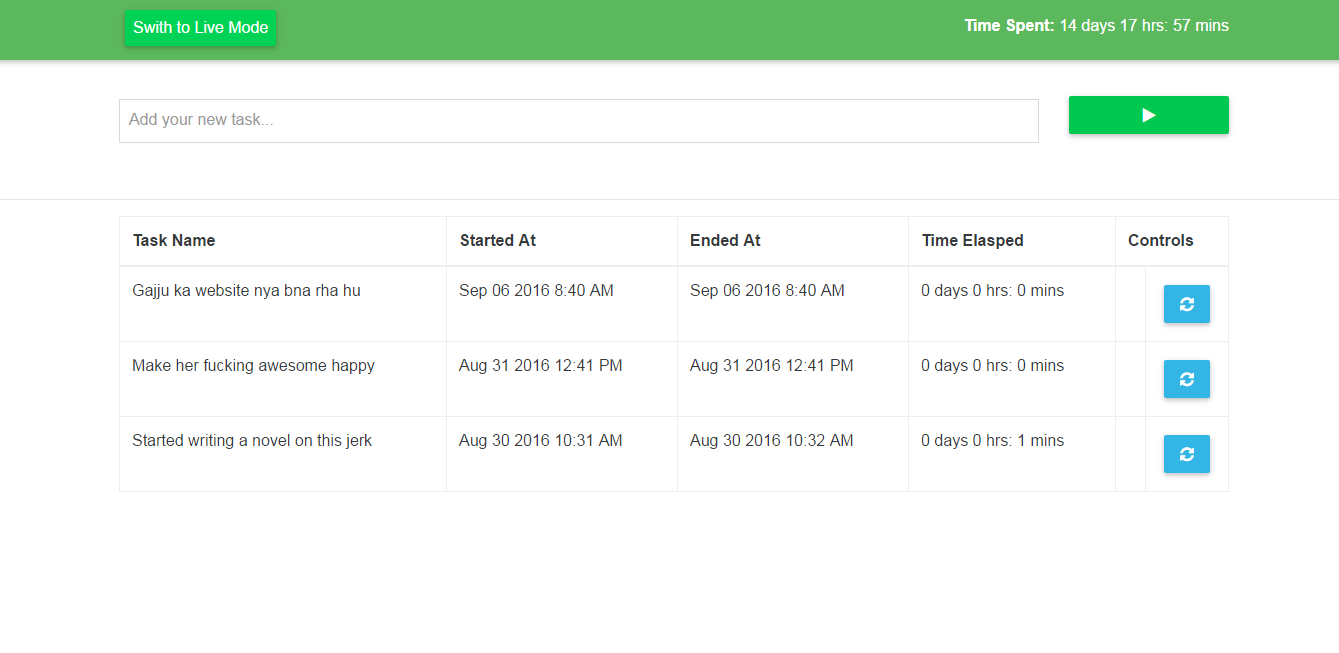 Swith to Live Mode
Time Spent: 14 days 17 hrs: 57 mins
Add your new task...
Task Name Started At Ended At Time Elasped Controls
Gajju ka website nya bna rha hu Sep 06 2016 8:40 AM Sep 06 2016 8:40 AM 0 days 0 hrs: 0 mins
Make her fucking awesome happy Aug 31 2016 12:41 PM Aug 31 2016 12:41 PM 0 days 0 hrs: 0 mins
Started writing a novel on this jerk Aug 30 2016 10:31 AM Aug 30 2016 10:32 AM 0 days 0 hrs: 1 mins